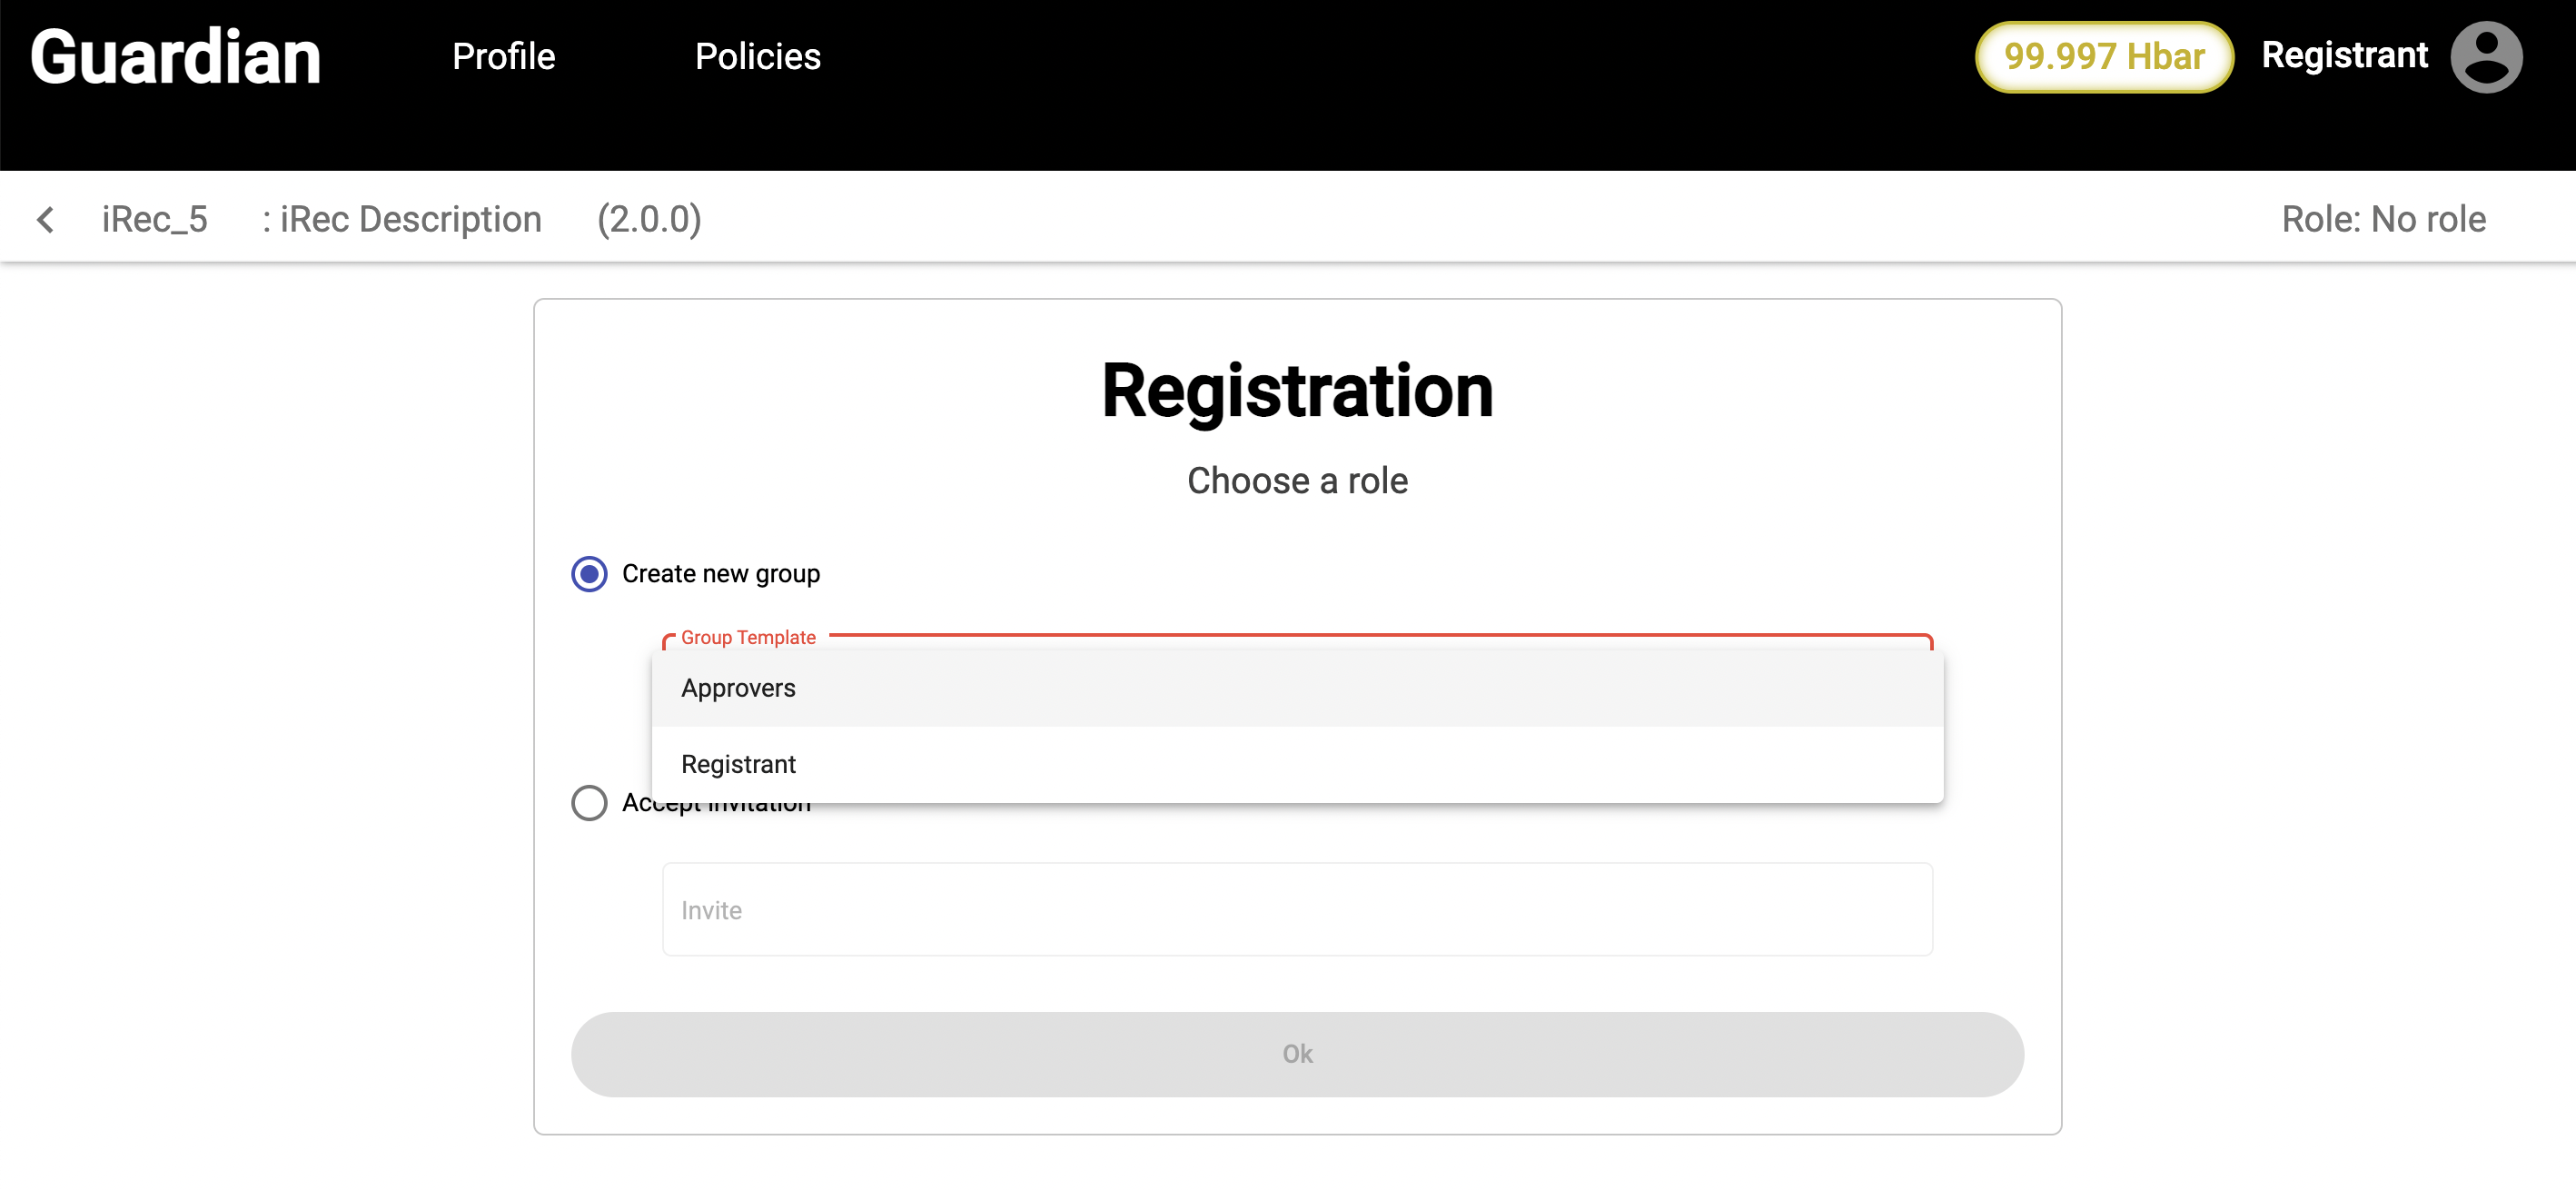 Guardian Profile Policies 99.997 Hbar Registrant
iRec_5 : iRec Description (2.0.0) Role: No role
Registration
Choose a role
Create new group
Group Template
Approvers
Registrant
Accept invitation
Invite
Ok